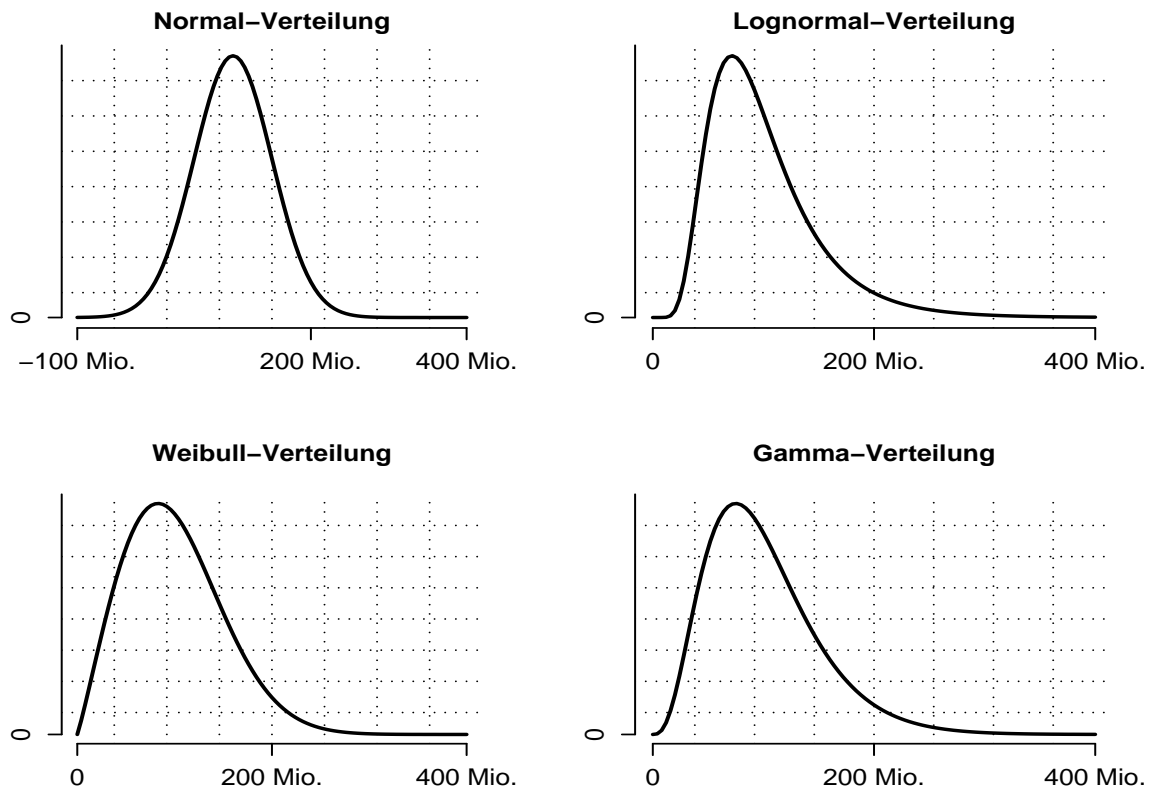 Normal−Verteilung
0
−100 Mio. 200 Mio. 400 Mio.
Lognormal−Verteilung
0
0 200 Mio. 400 Mio.
Weibull−Verteilung
0
0 200 Mio. 400 Mio.
Gamma−Verteilung
0
0 200 Mio. 400 Mio.